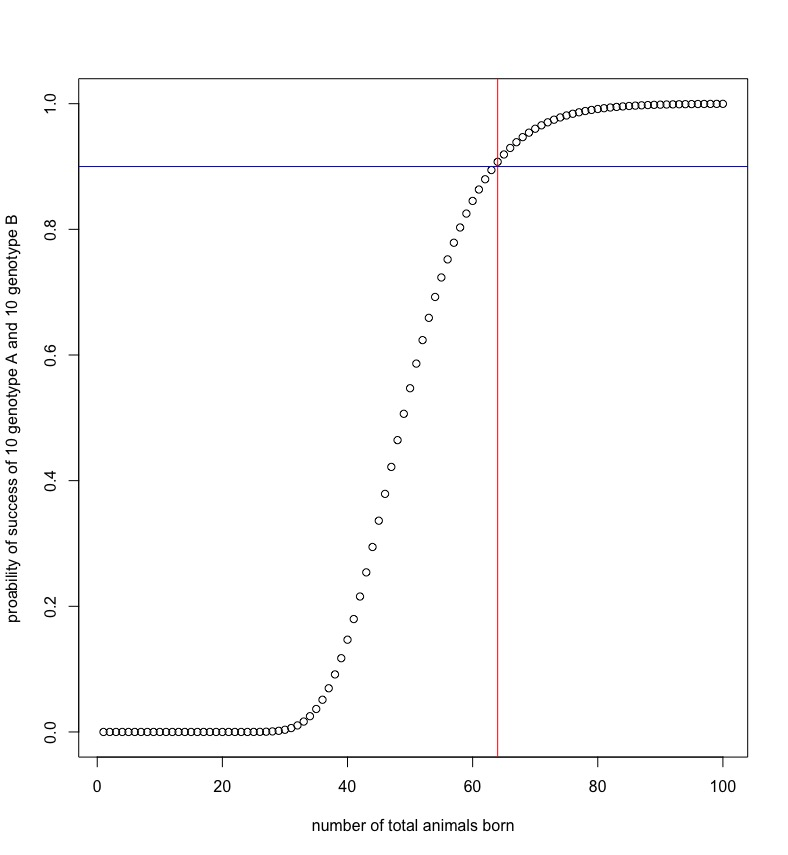 proability of success of 10 genotype A and 10 genotype B
1.0
0.8
0.6
0.4
0.2
0.0
0 20 40 60 80 100
number of total animals born